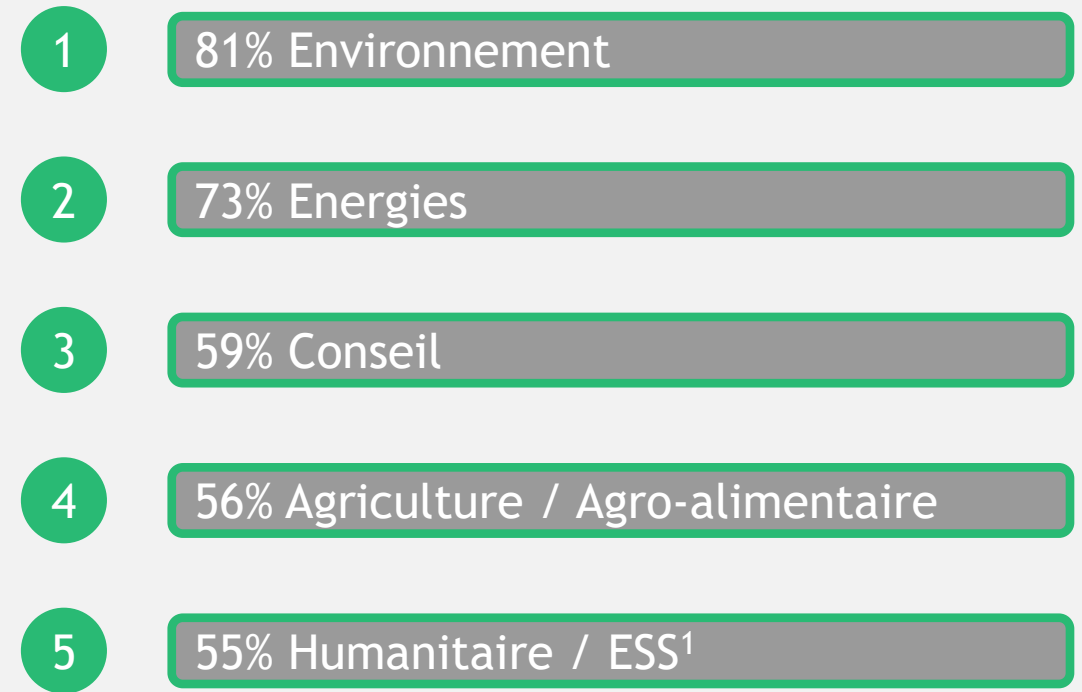 1 81% Environnement
2 73% Energies
3 59% Conseil
4 56% Agriculture / Agro-alimentaire
5 55% Humanitaire / ESS¹